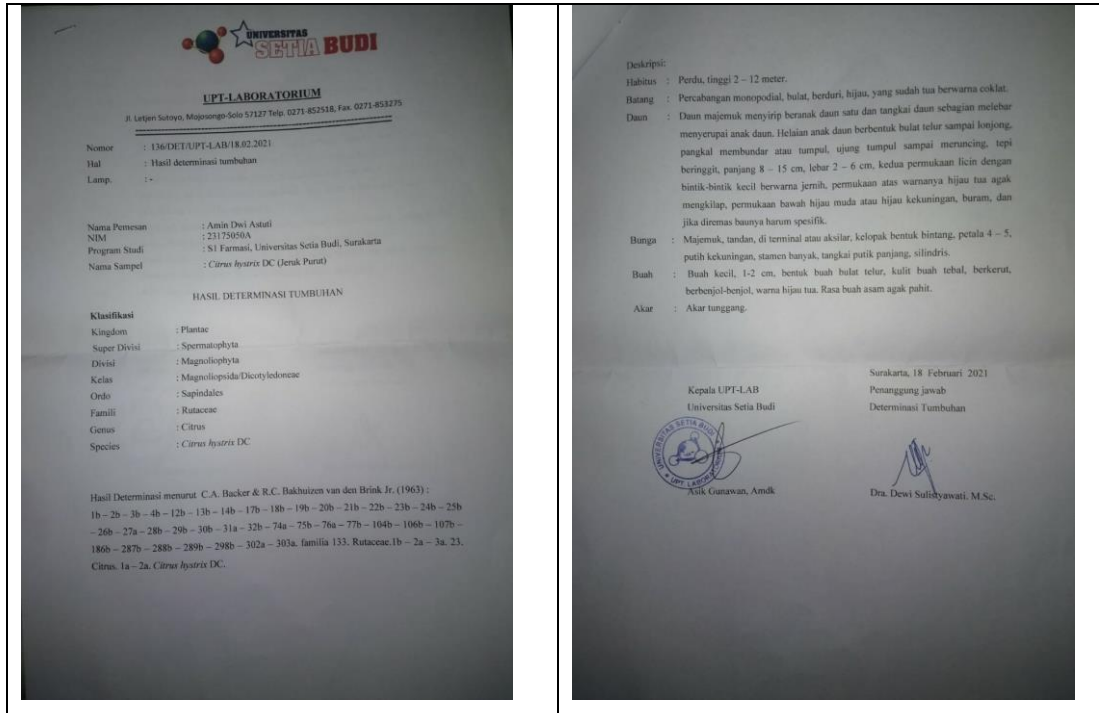 UNIVERSITAS
SETIA BUDI
UPT-LABORATORIUM
Jl. Letjen Sutoyo, Mojosongo-Solo 57127 Telp. 0271-852518, Fax. 0271-853275
Nomor : 136/DET/UPT-LAB/18.02.2021
Hal : Hasil determinasi tumbuhan
Lamp. : -
Nama Pemesan : Amin Dwi Astuti
NIM : 23175050A
Program Studi : S1 Farmasi, Universitas Setia Budi, Surakarta
Nama Sampel : Citrus hystrix DC (Jeruk Purut)
HASIL DETERMINASI TUMBUHAN
Klasifikasi
Kingdom : Plantae
Super Divisi : Spermatophyta
Divisi : Magnoliophyta
Kelas : Magnoliopsida/Dicotyledoneae
Ordo : Sapindales
Famili : Rutaceae
Genus : Citrus
Species : Citrus hystrix DC
Hasil Determinasi menurut C.A. Backer & R.C. Bakhuizen van den Brink Jr. (1963) :
1b – 2b – 3b – 4b – 12b – 13b – 14b – 17b – 18b – 19b – 20b – 21b – 22b – 23b – 24b – 25b
– 26b – 27a – 28b – 29b – 30b – 31a – 32b – 74a – 75b – 76a – 77b – 104b – 106b – 107b –
186b – 287b – 288b – 289b – 298b – 302a – 303a. familia 133. Rutaceae.1b – 2a – 3a. 23.
Citrus. 1a – 2a. Citrus hystrix DC.
Deskripsi:
Habitus : Perdu, tinggi 2 – 12 meter.
Batang : Percabangan monopodial, bulat, berduri, hijau, yang sudah tua berwarna coklat.
Daun : Daun majemuk menyirip beranak daun satu dan tangkai daun sebagian melebar
menyerupai anak daun. Helaian anak daun berbentuk bulat telur sampai lonjong,
pangkal membundar atau tumpul, ujung tumpul sampai meruncing, tepi
beringgit, panjang 8 – 15 cm, lebar 2 – 6 cm, kedua permukaan licin dengan
bintik-bintik kecil berwarna jernih, permukaan atas warnanya hijau tua agak
mengkilap, permukaan bawah hijau muda atau hijau kekuningan, buram, dan
jika diremas baunya harum spesifik.
Bunga : Majemuk, tandan, di terminal atau aksilar, kelopak bentuk bintang, petala 4 – 5,
putih kekuningan, stamen banyak, tangkai putik panjang, silindris.
Buah : Buah kecil, 1-2 cm, bentuk buah bulat telur, kulit buah tebal, berkerut,
berbenjol-benjol, warna hijau tua. Rasa buah asam agak pahit.
Akar : Akar tunggang.
Surakarta, 18 Februari 2021
Kepala UPT-LAB
Universitas Setia Budi
Penanggung jawab
Determinasi Tumbuhan
UNIVERSITAS SETIA BUDI
UPT. LABORATORIUM
Asik Gunawan, Amdk
Dra. Dewi Sulistyawati, M.Sc.